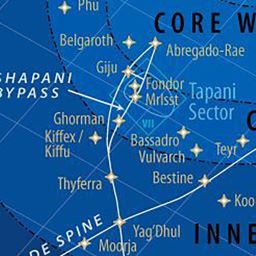 Phu
CORE W
Belgaroth
Abregado-Rae
Giju
SHAPANI
BYPASS
Fondor
Mrlsst
Tapani
Sector
Ghorman
VII
Kiffex /
Kiffu
Bassadro
Vulvarch
Teyr
Thyferra
Bestine
Koo
Yag'Dhul
INNE
DE SPINE
Moorja